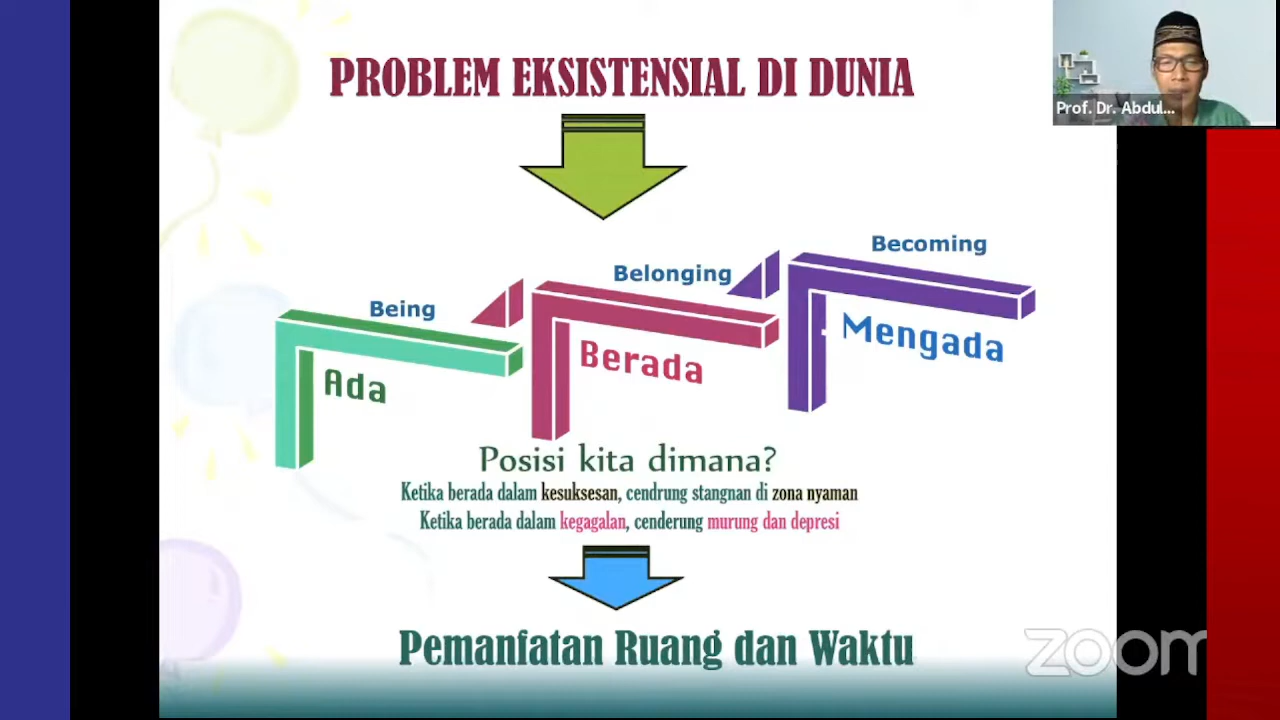 PROBLEM EKSISTENSIAL DI DUNIA
Prof. Dr. Abdul...
Becoming
Belonging
Being
Mengada
Berada
Ada
Posisi kita dimana?
Ketika berada dalam kesuksesan, cendrung stangnan di zona nyaman
Ketika berada dalam kegagalan, cenderung murung dan depresi
Pemanfatan Ruang dan Waktu
zoom